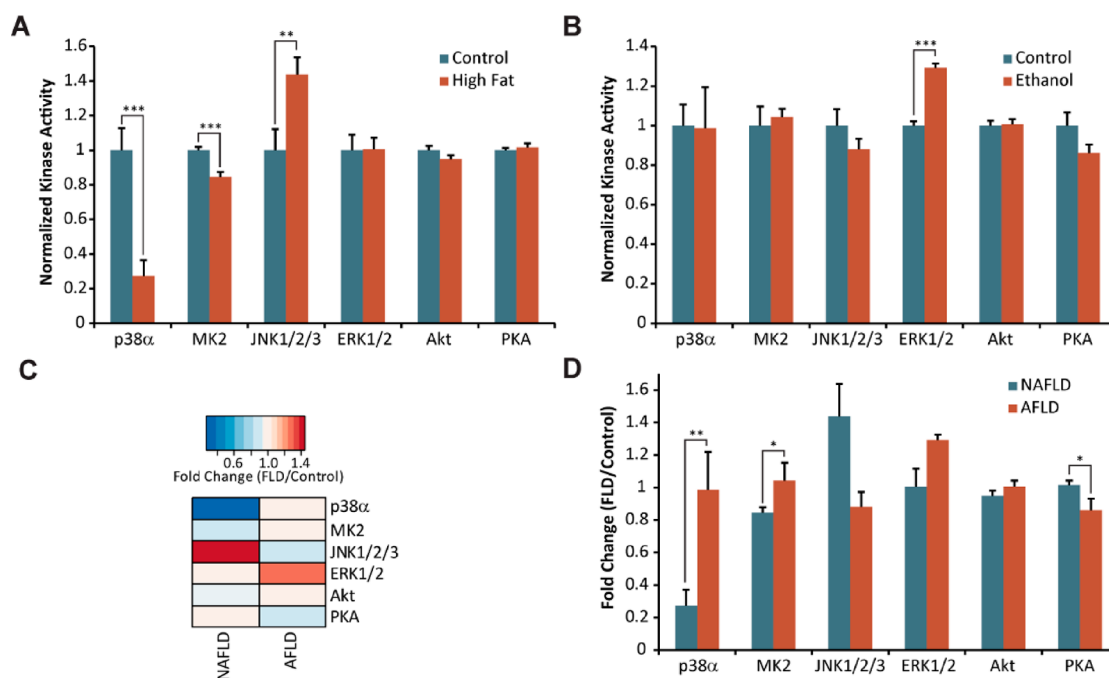 A
Normalized Kinase Activity
1.6
1.4
1.2
1
0.8
0.6
0.4
0.2
0
***
***
**
Control
High Fat
p38α MK2 JNK1/2/3 ERK1/2 Akt PKA
B
Normalized Kinase Activity
1.6
1.4
1.2
1
0.8
0.6
0.4
0.2
0
***
Control
Ethanol
p38α MK2 JNK1/2/3 ERK1/2 Akt PKA
C
0.6 1.0 1.4
Fold Change (FLD/Control)
p38α
MK2
JNK1/2/3
ERK1/2
Akt
PKA
NAFLD AFLD
D
Fold Change (FLD/Control)
1.6
1.4
1.2
1
0.8
0.6
0.4
0.2
0
**
*
*
NAFLD
AFLD
p38α MK2 JNK1/2/3 ERK1/2 Akt PKA